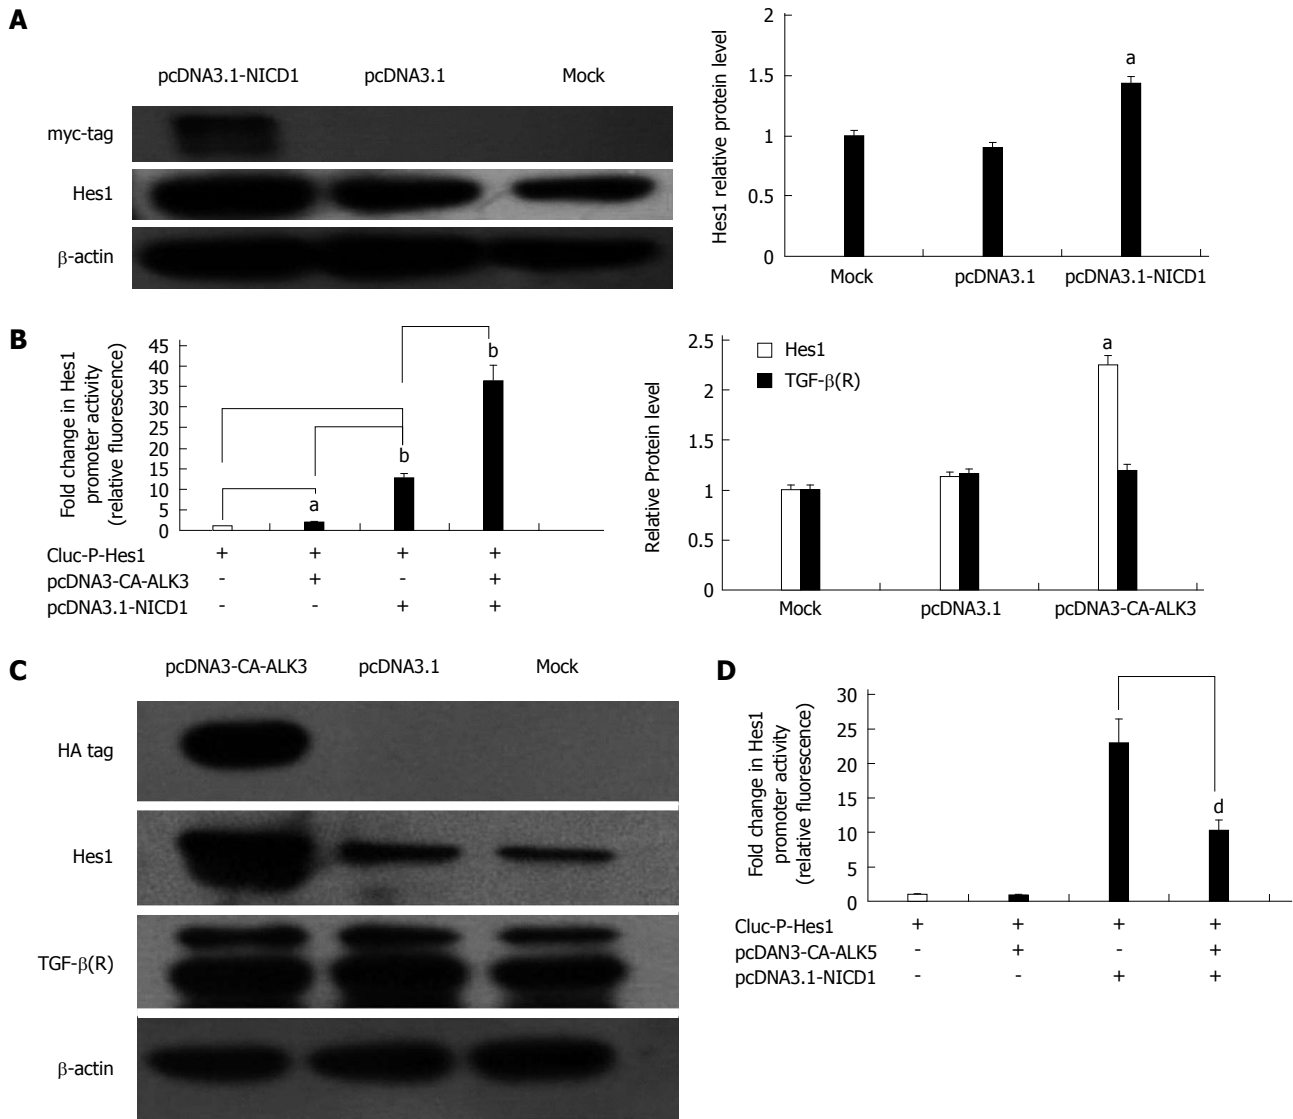 A
pcDNA3.1-NICD1 pcDNA3.1 Mock
myc-tag
Hes1
β-actin
Hes1 relative protein level
2
1.5
1
0.5
0
a
Mock pcDNA3.1 pcDNA3.1-NICD1
B
Fold change in Hes1
promoter activity
(relative fluorescence)
45
40
35
30
25
20
15
10
5
0
a
b
b
Cluc-P-Hes1 + + + +
pcDNA3-CA-ALK3 - + - +
pcDNA3.1-NICD1 - - + +
Relative Protein level
2.5
2
1.5
1
0.5
0
Hes1
TGF-β(R)
a
Mock pcDNA3.1 pcDNA3-CA-ALK3
C
pcDNA3-CA-ALK3 pcDNA3.1 Mock
HA tag
Hes1
TGF-β(R)
β-actin
D
Fold change in Hes1
promoter activity
(relative fluorescence)
30
25
20
15
10
5
0
d
Cluc-P-Hes1 + + + +
pcDAN3-CA-ALK5 - + - +
pcDNA3.1-NICD1 - - + +